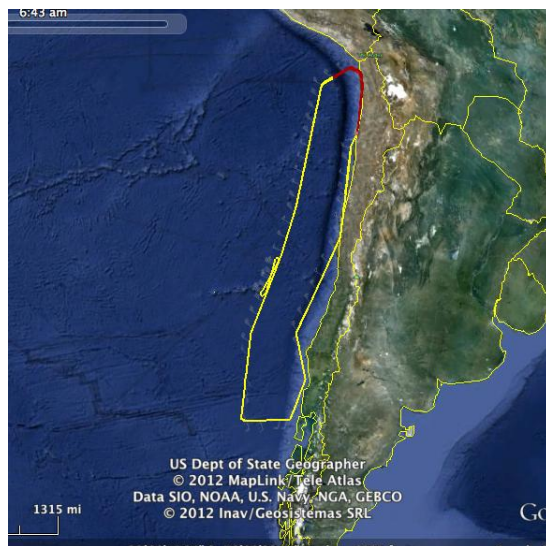 6:43 am
US Dept of State Geographer
© 2012 MapLink/Tele Atlas
Data SIO, NOAA, U.S. Navy, NGA, GEBCO
© 2012 Inav/Geosistemas SRL
1315 mi
Go